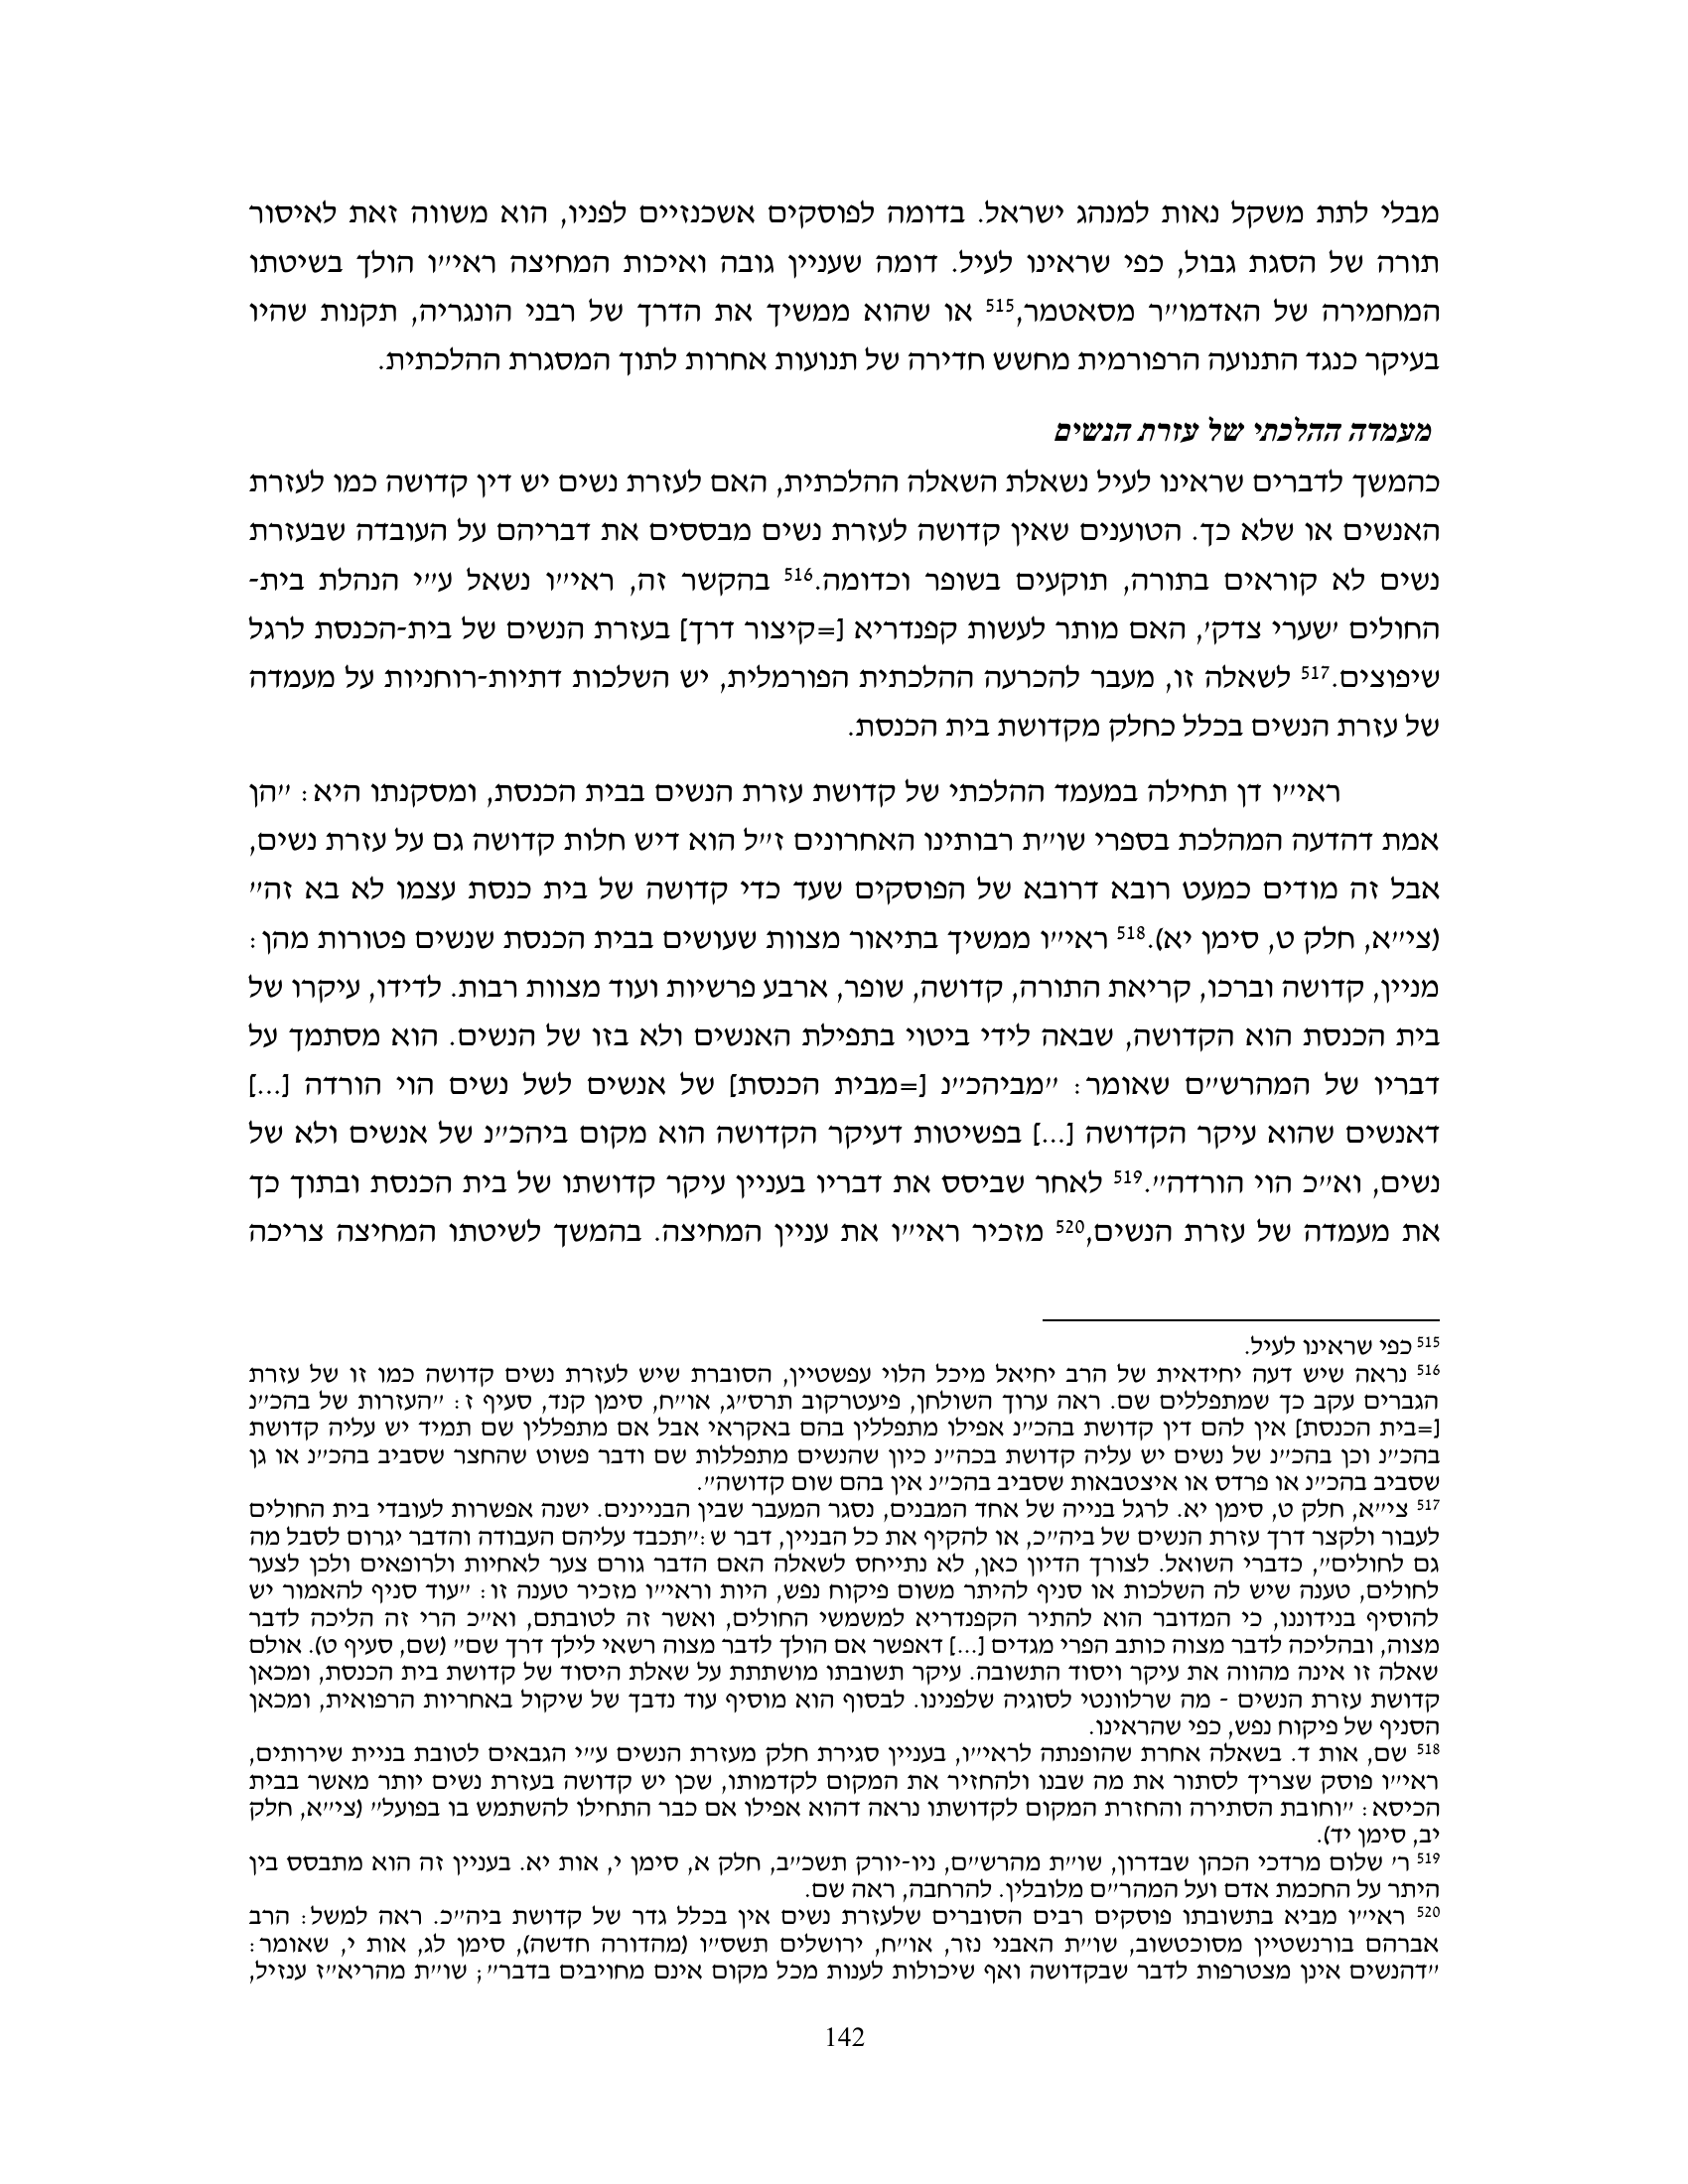 מבלי לתת משקל נאות למנהג ישראל. בדומה לפוסקים אשכנזיים לפניו, הוא משווה זאת לאיסור
תורה של הסגת גבול, כפי שראינו לעיל. דומה שעניין גובה ואיכות המחיצה ראי״ו הולך בשיטתו
המחמירה של האדמו״ר מסאטמר,515 או שהוא ממשיך את הדרך של רבני הונגריה, תקנות שהיו
בעיקר כנגד התנועה הרפורמית מחשש חדירה של תנועות אחרות לתוך המסגרת ההלכתית.
מעמדה ההלכתי של עזרת הנשים
כהמשך לדברים שראינו לעיל נשאלת השאלה ההלכתית, האם לעזרת נשים יש דין קדושה כמו לעזרת
האנשים או שלא כך. הטוענים שאין קדושה לעזרת נשים מבססים את דבריהם על העובדה שבעזרת
נשים לא קוראים בתורה, תוקעים בשופר וכדומה.516 בהקשר זה, ראי״ו נשאל ע״י הנהלת בית-
החולים ׳שערי צדק׳, האם מותר לעשות קפנדריא [=קיצור דרך] בעזרת הנשים של בית-הכנסת לרגל
שיפוצים.517 לשאלה זו, מעבר להכרעה ההלכתית הפורמלית, יש השלכות דתיות-רוחניות על מעמדה
של עזרת הנשים בכלל כחלק מקדושת בית הכנסת.
ראי״ו דן תחילה במעמד ההלכתי של קדושת עזרת הנשים בבית הכנסת, ומסקנתו היא: ״הן
אמת דהדעה המהלכת בספרי שו״ת רבותינו האחרונים ז״ל הוא דיש חלות קדושה גם על עזרת נשים,
אבל זה מודים כמעט רובא דרובא של הפוסקים שעד כדי קדושה של בית כנסת עצמו לא בא זה״
(צי״א, חלק ט, סימן יא).518 ראי״ו ממשיך בתיאור מצוות שעושים בבית הכנסת שנשים פטורות מהן:
מניין, קדושה וברכו, קריאת התורה, קדושה, שופר, ארבע פרשיות ועוד מצוות רבות. לדידו, עיקרו של
בית הכנסת הוא הקדושה, שבאה לידי ביטוי בתפילת האנשים ולא בזו של הנשים. הוא מסתמך על
דבריו של המהרש״ם שאומר: ״מביהכ״נ [=מבית הכנסת] של אנשים לשל נשים הוי הורדה [...]
דאנשים שהוא עיקר הקדושה [...] בפשיטות דעיקר הקדושה הוא מקום ביהכ״נ של אנשים ולא של
נשים, וא״כ הוי הורדה״.519 לאחר שביסס את דבריו בעניין עיקר קדושתו של בית הכנסת ובתוך כך
את מעמדה של עזרת הנשים,520 מזכיר ראי״ו את עניין המחיצה. בהמשך לשיטתו המחיצה צריכה
515 כפי שראינו לעיל.
516 נראה שיש דעה יחידאית של הרב יחיאל מיכל הלוי עפשטיין, הסוברת שיש לעזרת נשים קדושה כמו זו של עזרת
הגברים עקב כך שמתפללים שם. ראה ערוך השולחן, פיעטרקוב תרס״ג, או״ח, סימן קנד, סעיף ז: ״העזרות של בהכ״נ
[=בית הכנסת] אין להם דין קדושת בהכ״נ אפילו מתפללין בהם באקראי אבל אם מתפללין שם תמיד יש עליה קדושת
בהכ״נ וכן בהכ״נ של נשים יש עליה קדושת בכה״נ כיון שהנשים מתפללות שם ודבר פשוט שהחצר שסביב בהכ״נ או גן
שסביב בהכ״נ או פרדס או איצטבאות שסביב בהכ״נ אין בהם שום קדושה״.
517 צי״א, חלק ט, סימן יא. לרגל בנייה של אחד המבנים, נסגר המעבר שבין הבניינים. ישנה אפשרות לעובדי בית החולים
לעבור ולקצר דרך עזרת הנשים של ביה״כ, או להקיף את כל הבניין, דבר ש:״תכבד עליהם העבודה והדבר יגרום לסבל מה
גם לחולים״, כדברי השואל. לצורך הדיון כאן, לא נתייחס לשאלה האם הדבר גורם צער לאחיות ולרופאים ולכן לצער
לחולים, טענה שיש לה השלכות או סניף להיתר משום פיקוח נפש, היות וראי״ו מזכיר טענה זו: ״עוד סניף להאמור יש
להוסיף בנידוננו, כי המדובר הוא להתיר הקפנדריא למשמשי החולים, ואשר זה לטובתם, וא״כ הרי זה הליכה לדבר
מצוה, ובהליכה לדבר מצוה כותב הפרי מגדים [...] דאפשר אם הולך לדבר מצוה רשאי לילך דרך שם״ (שם, סעיף ט). אולם
שאלה זו אינה מהווה את עיקר ויסוד התשובה. עיקר תשובתו מושתתת על שאלת היסוד של קדושת בית הכנסת, ומכאן
קדושת עזרת הנשים - מה שרלוונטי לסוגיה שלפנינו. לבסוף הוא מוסיף עוד נדבך של שיקול באחריות הרפואית, ומכאן
הסניף של פיקוח נפש, כפי שהראינו.
518 שם, אות ד. בשאלה אחרת שהופנתה לראי״ו, בעניין סגירת חלק מעזרת הנשים ע״י הגבאים לטובת בניית שירותים,
ראי״ו פוסק שצריך לסתור את מה שבנו ולהחזיר את המקום לקדמותו, שכן יש קדושה בעזרת נשים יותר מאשר בבית
הכיסא: ״וחובת הסתירה והחזרת המקום לקדושתו נראה דהוא אפילו אם כבר התחילו להשתמש בו בפועל״ (צי״א, חלק
יב, סימן יד).
519 ר׳ שלום מרדכי הכהן שבדרון, שו״ת מהרש״ם, ניו-יורק תשכ״ב, חלק א, סימן י, אות יא. בעניין זה הוא מתבסס בין
היתר על החכמת אדם ועל המהר״ם מלובלין. להרחבה, ראה שם.
520 ראי״ו מביא בתשובתו פוסקים רבים הסוברים שלעזרת נשים אין בכלל גדר של קדושת ביה״כ. ראה למשל: הרב
אברהם בורנשטיין מסוכטשוב, שו״ת האבני נזר, או״ח, ירושלים תשס״ו (מהדורה חדשה), סימן לג, אות י, שאומר:
״דהנשים אינן מצטרפות לדבר שבקדושה ואף שיכולות לענות מכל מקום אינם מחויבים בדבר״; שו״ת מהריא״ז ענזיל,
142